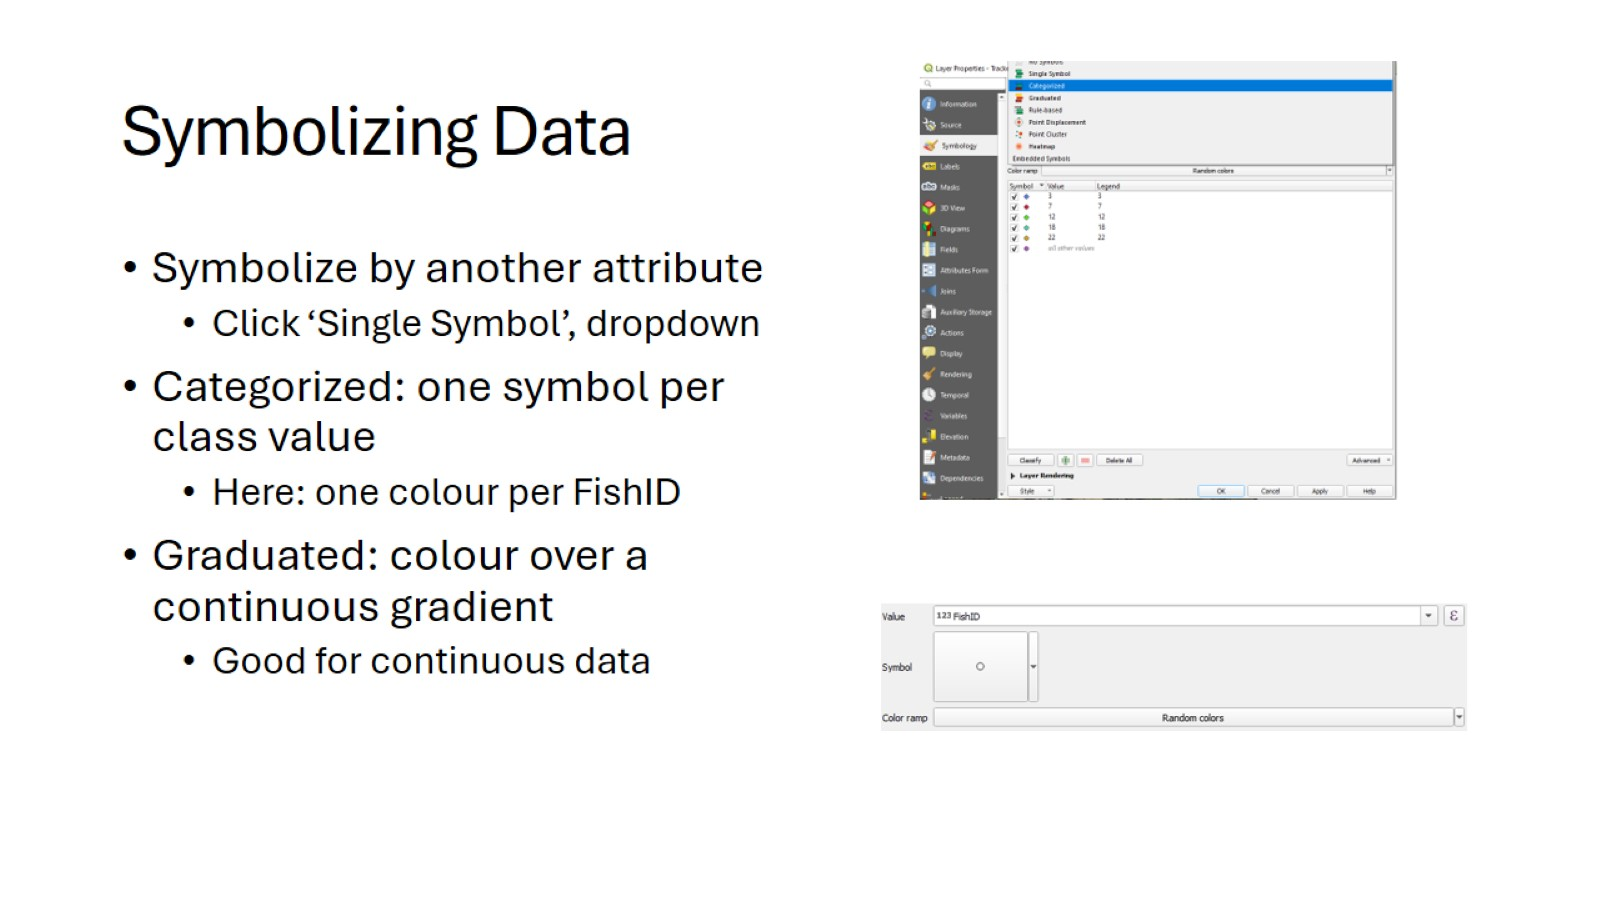 Symbolizing Data
• Symbolize by another attribute
• Click ‘Single Symbol’, dropdown
• Categorized: one symbol per
class value
• Here: one colour per FishID
• Graduated: colour over a
continuous gradient
• Good for continuous data
Layer Properties - Track
No Symbols
Single Symbol
Categorized
Graduated
Rule-based
Point Displacement
Point Cluster
Heatmap
Embedded Symbols
Information
Source
Symbology
Labels
Masks
3D View
Diagrams
Fields
Attributes Form
Joins
Auxiliary Storage
Actions
Display
Rendering
Temporal
Variables
Elevation
Metadata
Dependencies
Color ramp Random colors
Symbol Value Legend
3 3
7 7
12 12
18 18
22 22
all other values
Classify Delete All Advanced
Layer Rendering
Style OK Cancel Apply Help
Value 123 FishID ε
Symbol
Color ramp Random colors